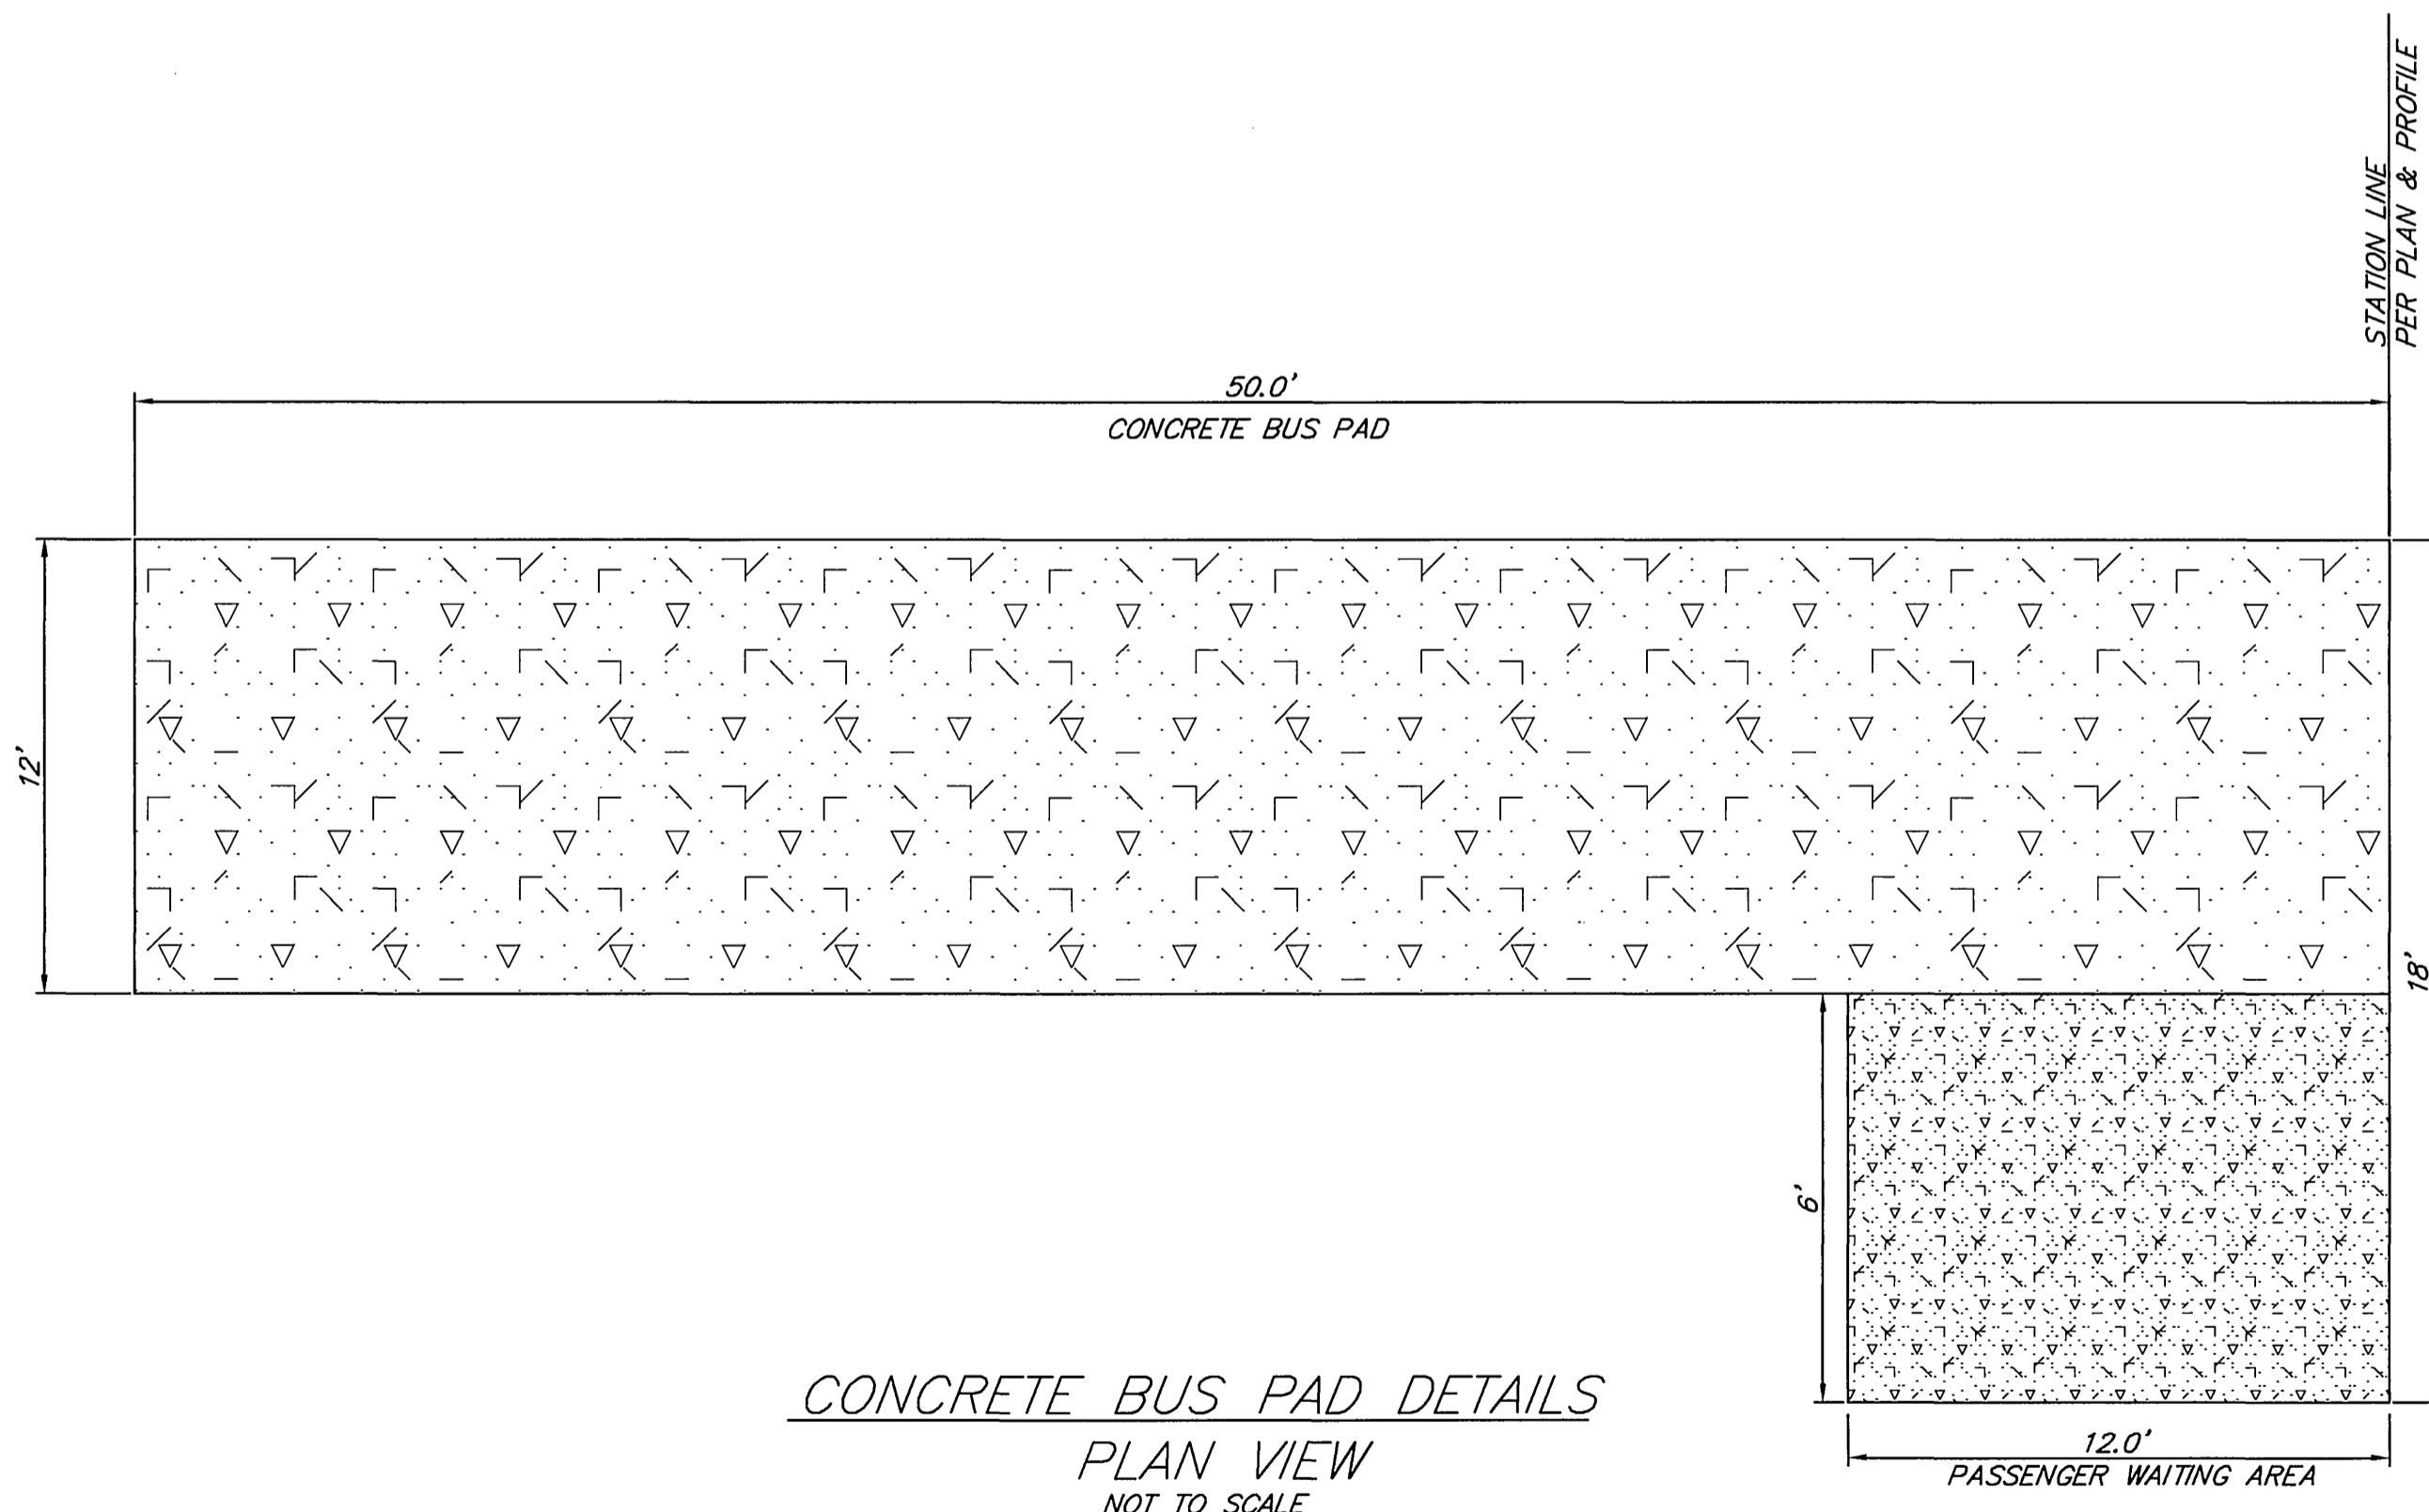 STATION LINE
PER PLAN & PROFILE
50.0'
CONCRETE BUS PAD
12'
18'
6'
12.0'
PASSENGER WAITING AREA
CONCRETE BUS PAD DETAILS
PLAN VIEW
NOT TO SCALE